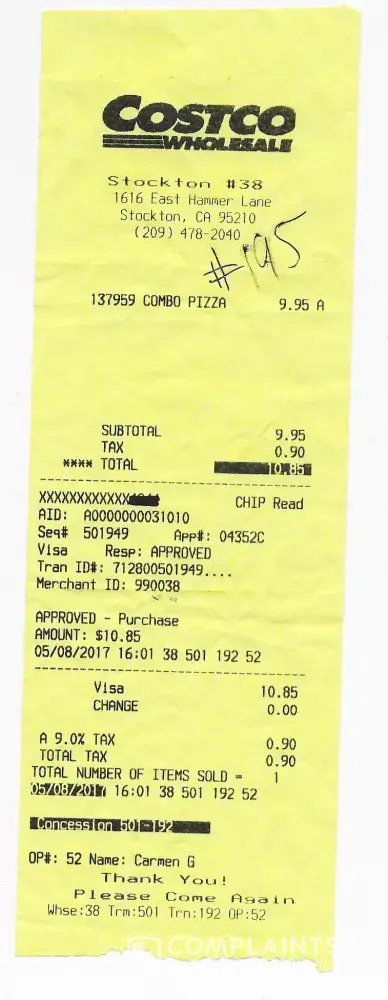 COSTCO
WHOLESALE
Stockton #38
1616 East Hammer Lane
Stockton, CA 95210
(209) 478-2040
#195
137959 COMBO PIZZA 9.95 A
SUBTOTAL 9.95
TAX 0.90
**** TOTAL 10.85
XXXXXXXXXXXX CHIP Read
AID: A0000000031010
Seq# 501949 App#: 04352C
Visa Resp: APPROVED
Tran ID#: 712800501949....
Merchant ID: 990038
APPROVED - Purchase
AMOUNT: $10.85
05/08/2017 16:01 38 501 192 52
Visa 10.85
CHANGE 0.00
A 9.0% TAX 0.90
TOTAL TAX 0.90
TOTAL NUMBER OF ITEMS SOLD = 1
05/08/2017 16:01 38 501 192 52
Concession 501-192
OP#: 52 Name: Carmen G
Thank You!
Please Come Again
Whse:38 Trm:501 Trn:192 OP:52
COMPLAINTS